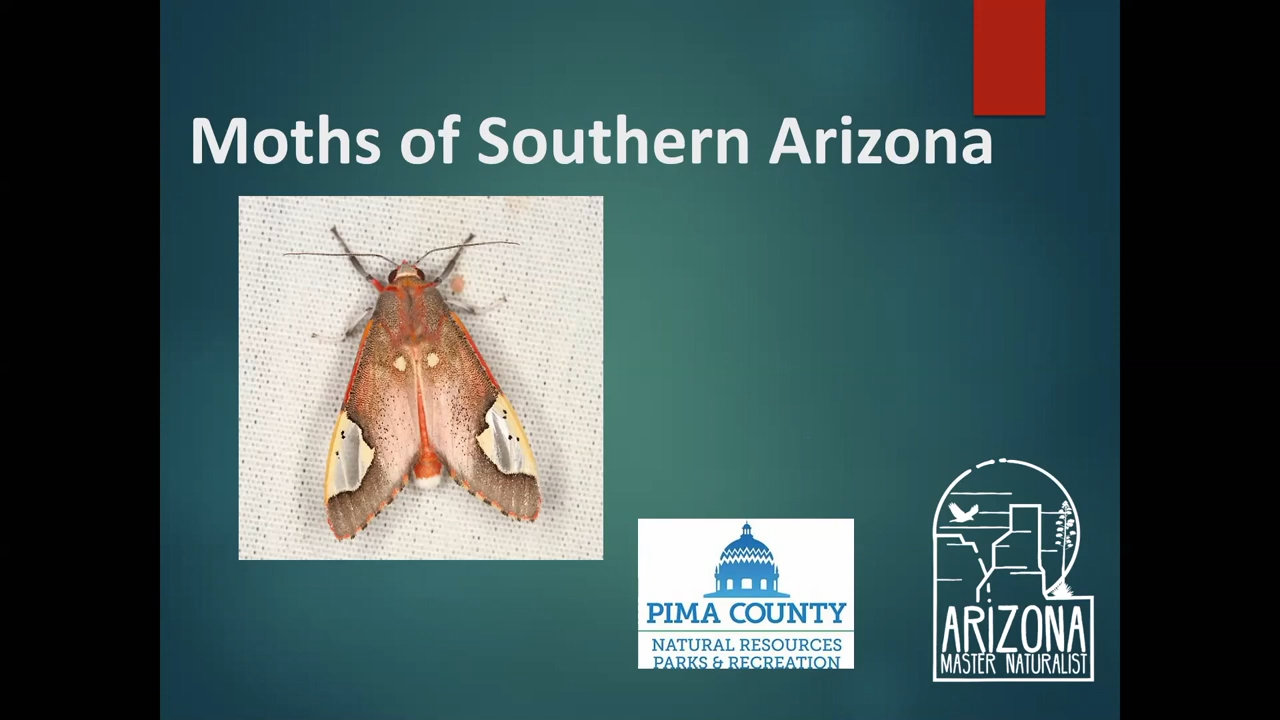 Moths of Southern Arizona
PIMA COUNTY
NATURAL RESOURCES
PARKS & RECREATION
ARIZONA
MASTER NATURALIST